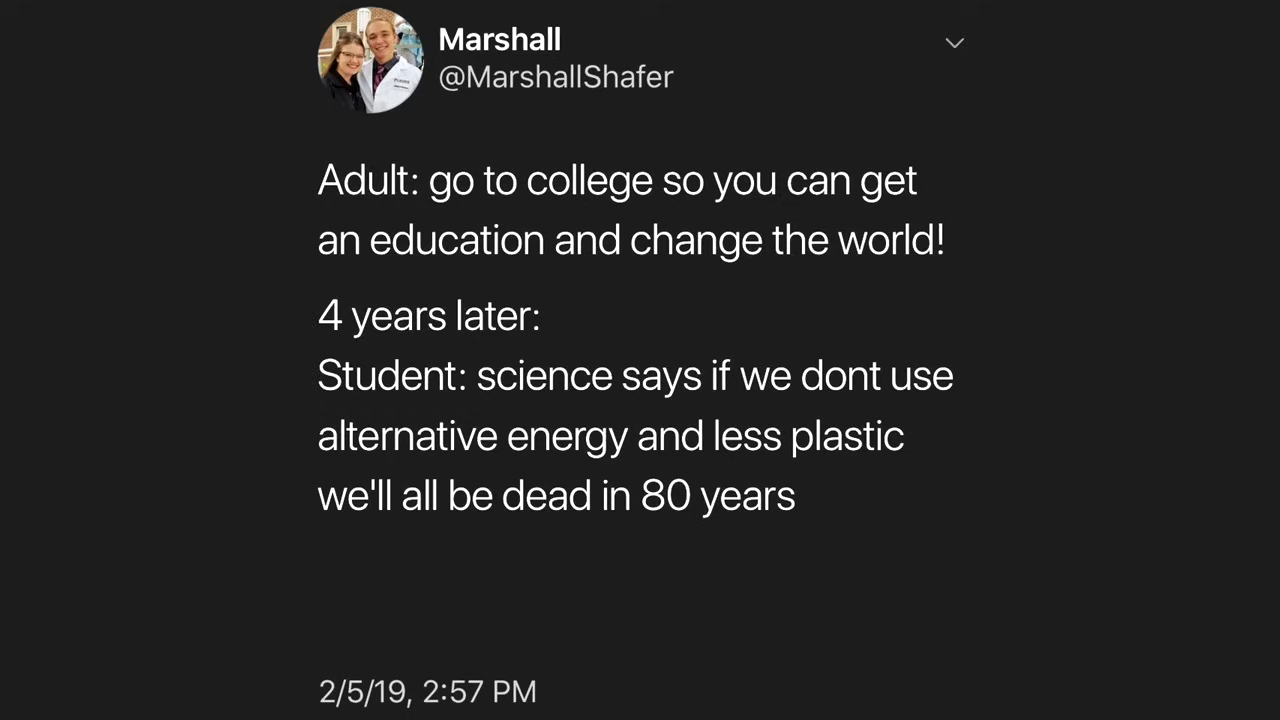 Marshall
@MarshallShafer
Adult: go to college so you can get
an education and change the world!
4 years later:
Student: science says if we dont use
alternative energy and less plastic
we'll all be dead in 80 years
2/5/19, 2:57 PM